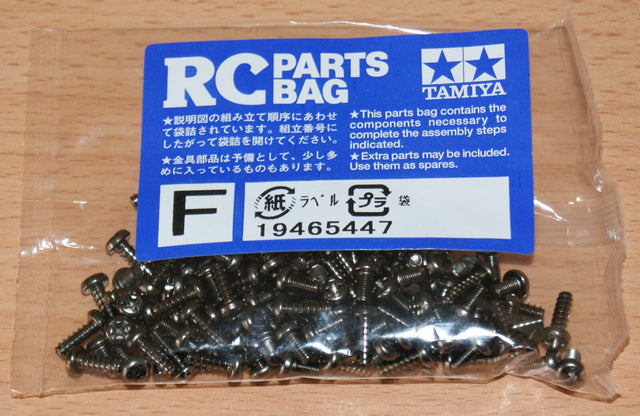 RC PARTS BAG
TAMIYA
★説明図の組み立て順序にあわせ
て袋詰されています。組立番号に
したがって袋詰を開けてください。
★金具部品は予備として、少し多
めに入っているものもあります。
★This parts bag contains the
components necessary to
complete the assembly steps
indicated.
★Extra parts may be included.
Use them as spares.
F
紙 ラベル プラ 袋
19465447